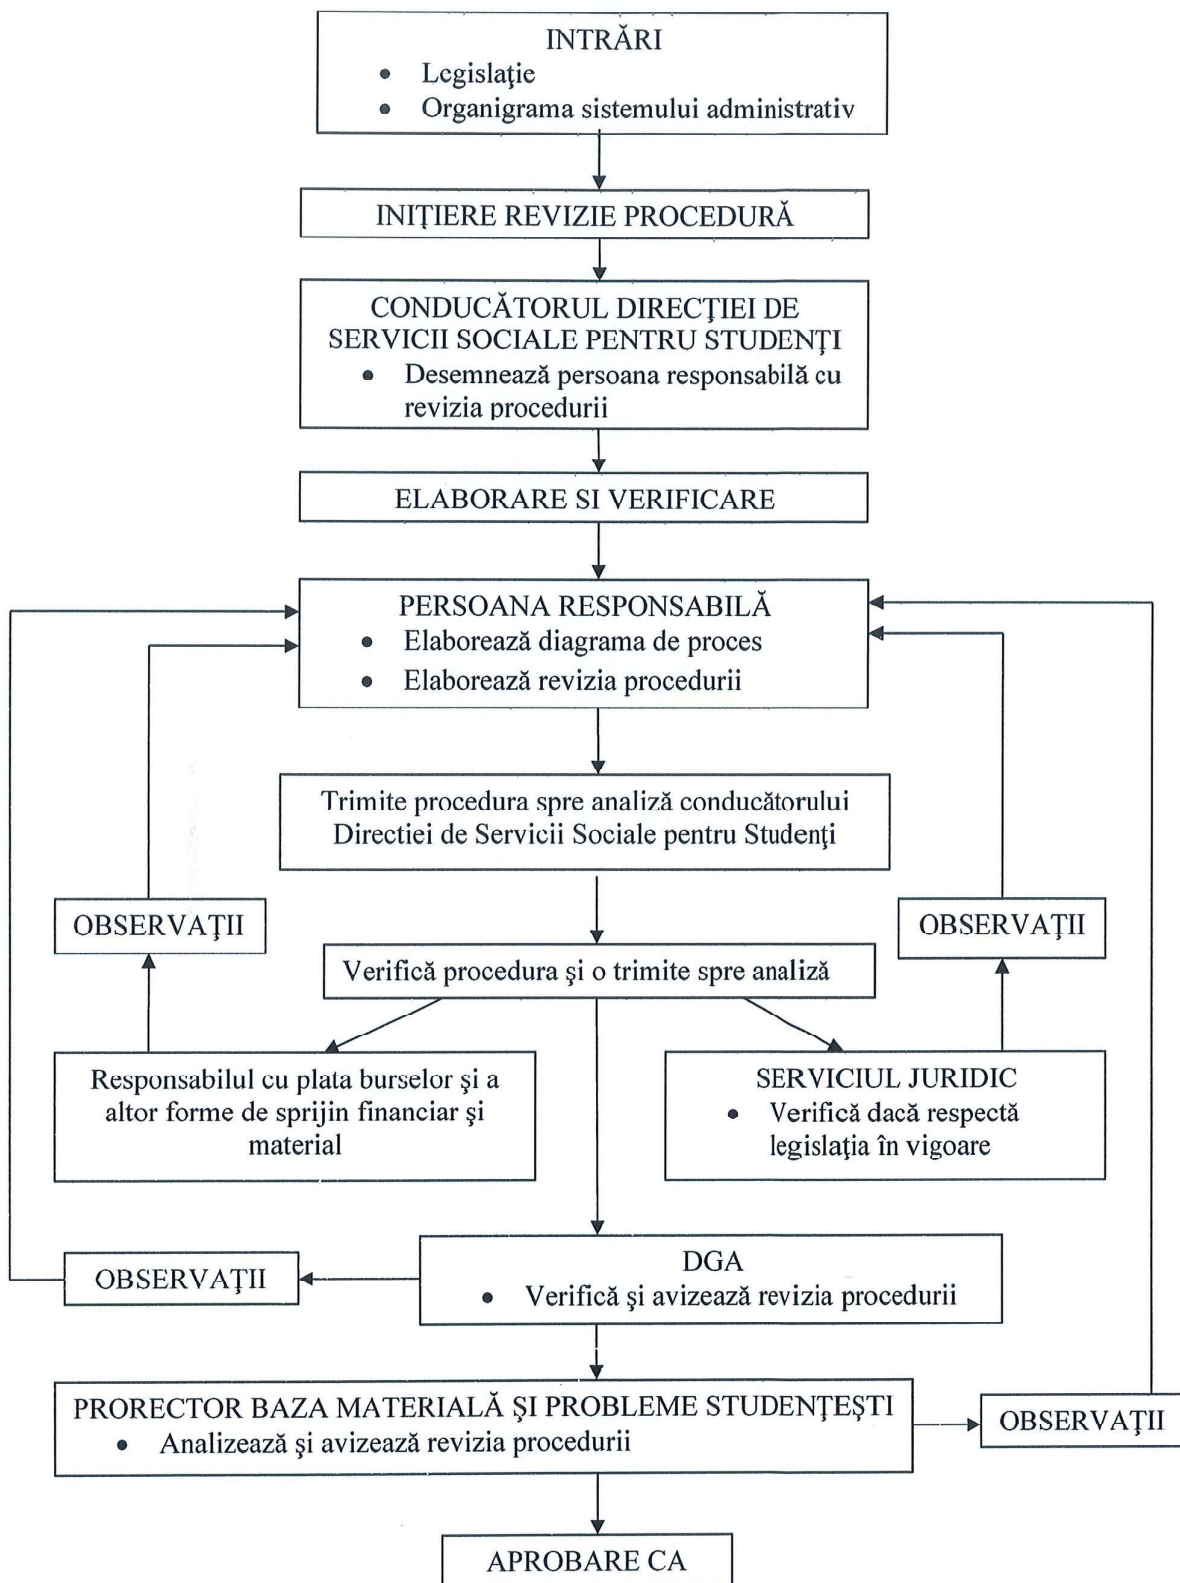 INTRĂRI
• Legislaţie
• Organigrama sistemului administrativ
INIŢIERE REVIZIE PROCEDURĂ
CONDUCĂTORUL DIRECŢIEI DE
SERVICII SOCIALE PENTRU STUDENŢI
• Desemnează persoana responsabilă cu
revizia procedurii
ELABORARE SI VERIFICARE
PERSOANA RESPONSABILĂ
• Elaborează diagrama de proces
• Elaborează revizia procedurii
Trimite procedura spre analiză conducătorului
Directiei de Servicii Sociale pentru Studenţi
OBSERVAŢII
OBSERVAŢII
Verifică procedura şi o trimite spre analiză
Responsabilul cu plata burselor şi a
altor forme de sprijin financiar şi
material
SERVICIUL JURIDIC
• Verifică dacă respectă
legislaţia în vigoare
OBSERVAŢII
DGA
• Verifică şi avizează revizia procedurii
PRORECTOR BAZA MATERIALĂ ŞI PROBLEME STUDENŢEŞTI
• Analizează şi avizează revizia procedurii
OBSERVAŢII
APROBARE CA